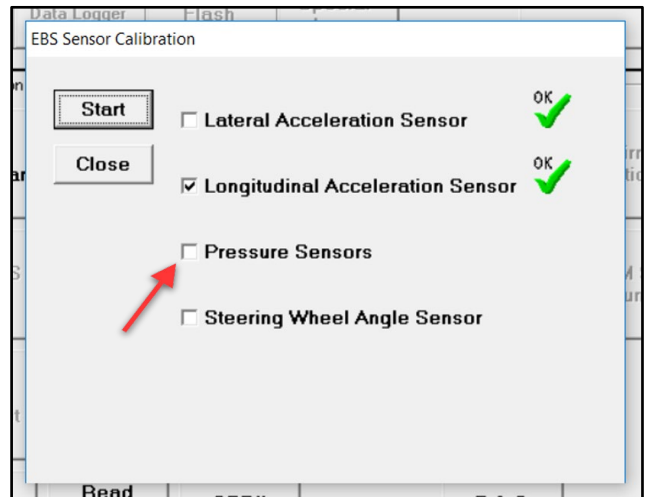 Data Logger
Flash
EBS Sensor Calibration
Start
Lateral Acceleration Sensor
OK
Close
Longitudinal Acceleration Sensor
OK
Pressure Sensors
Steering Wheel Angle Sensor
Read